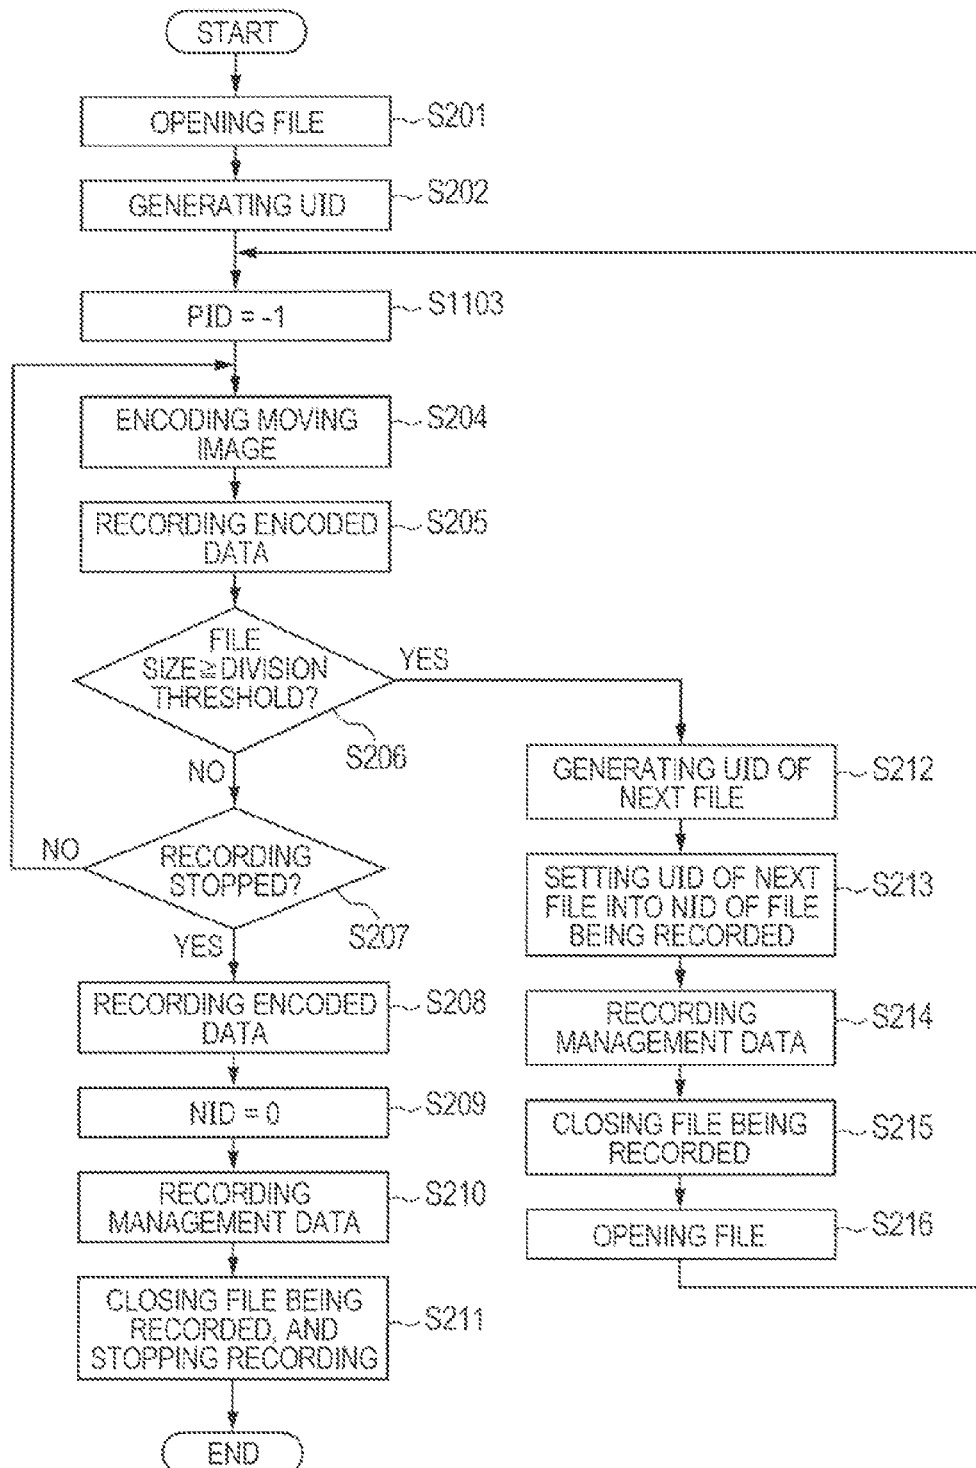 START
OPENING FILE
S201
GENERATING UID
S202
PID = -1
S1103
ENCODING MOVING
IMAGE
S204
RECORDING ENCODED
DATA
S205
FILE
SIZE≧DIVISION
THRESHOLD?
YES
S206
NO
RECORDING
STOPPED?
NO
S207
YES
RECORDING ENCODED
DATA
S208
NID = 0
S209
RECORDING
MANAGEMENT DATA
S210
CLOSING FILE BEING
RECORDED, AND
STOPPING RECORDING
S211
END
GENERATING UID OF
NEXT FILE
S212
SETTING UID OF NEXT
FILE INTO NID OF FILE
BEING RECORDED
S213
RECORDING
MANAGEMENT DATA
S214
CLOSING FILE BEING
RECORDED
S215
OPENING FILE
S216